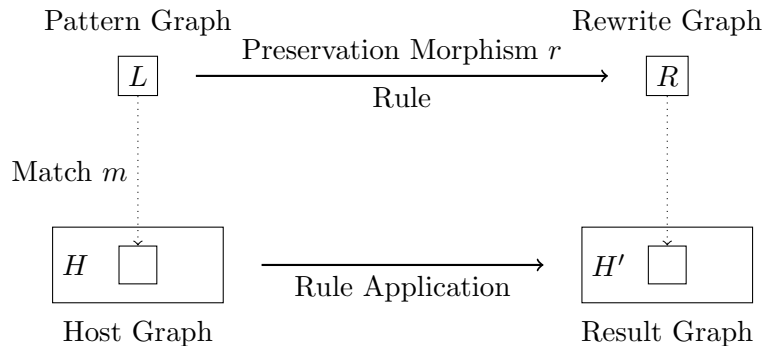 Pattern Graph
Rewrite Graph
L
Preservation Morphism r
Rule
R
Match m
H
Rule Application
H′
Host Graph
Result Graph